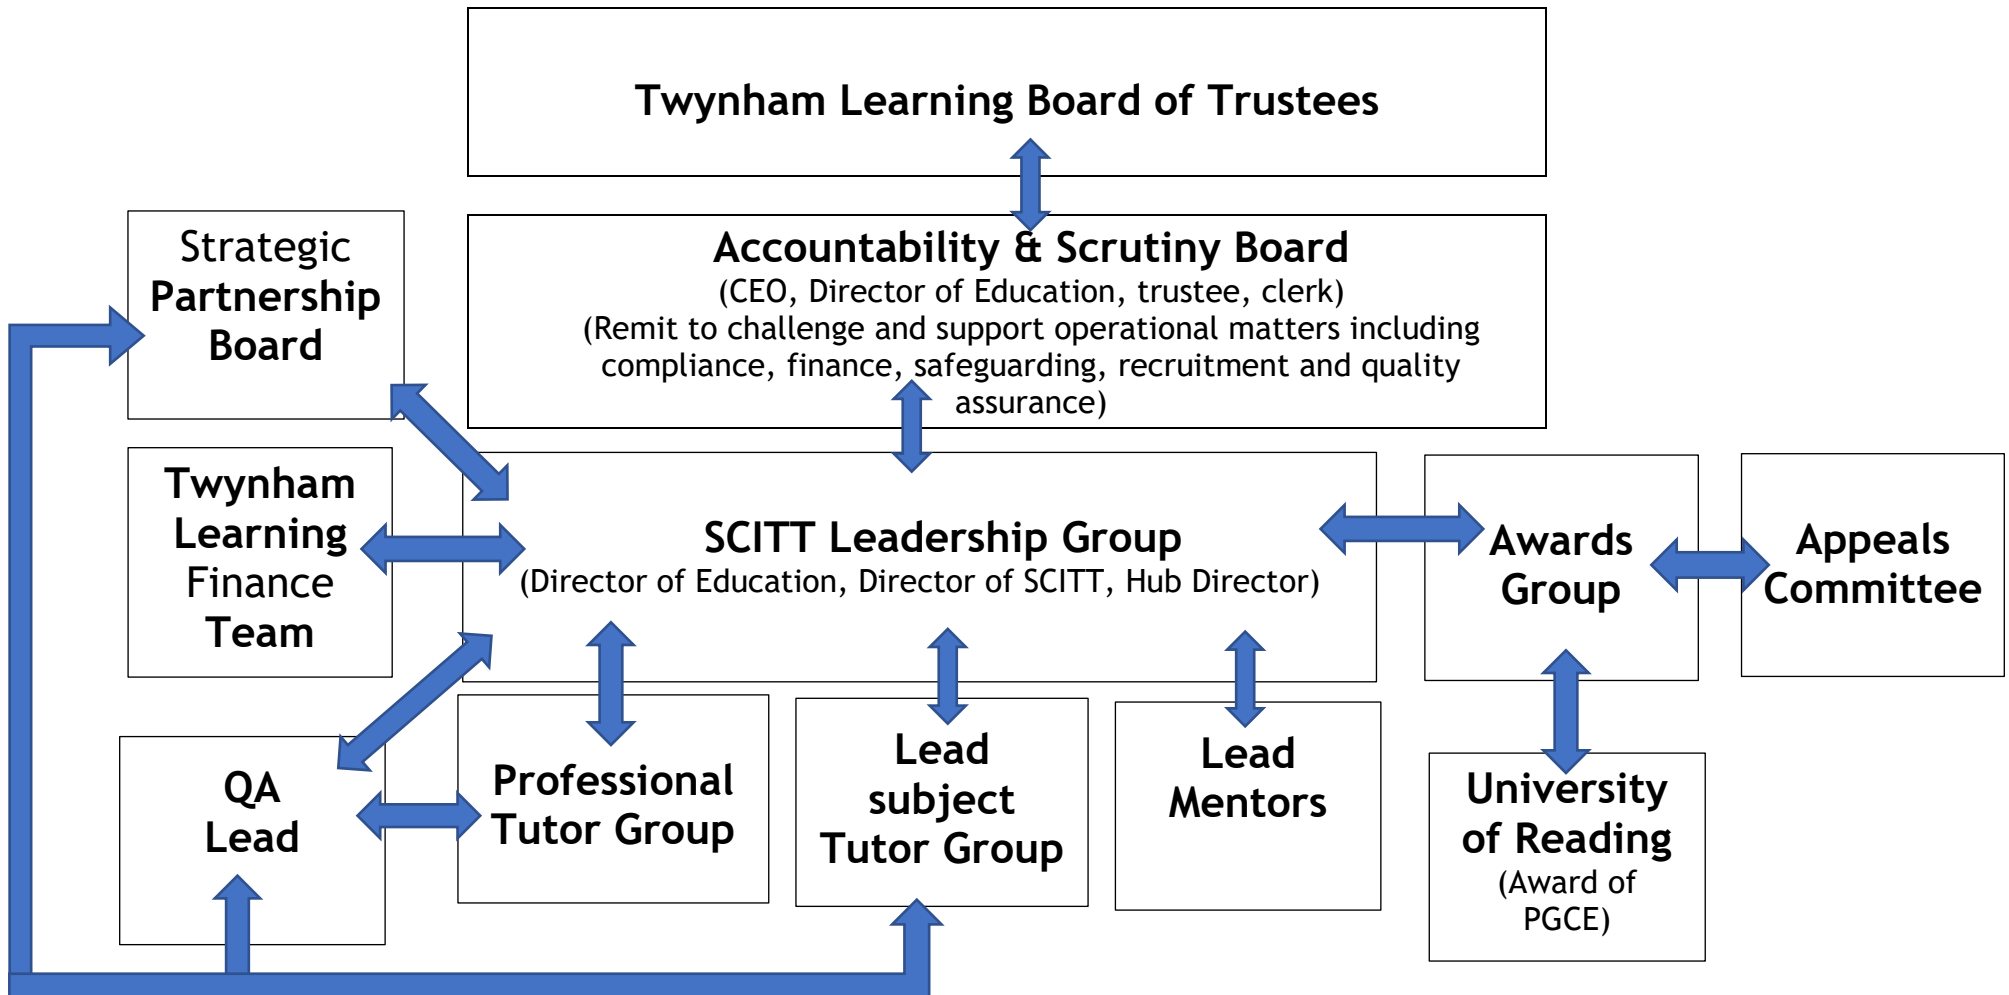 Twynham Learning Board of Trustees
Strategic
Partnership
Board
Accountability & Scrutiny Board
(CEO, Director of Education, trustee, clerk)
(Remit to challenge and support operational matters including
compliance, finance, safeguarding, recruitment and quality
assurance)
Twynham
Learning
Finance
Team
SCITT Leadership Group
(Director of Education, Director of SCITT, Hub Director)
Awards
Group
Appeals
Committee
QA
Lead
Professional
Tutor Group
Lead
subject
Tutor Group
Lead
Mentors
University
of Reading
(Award of
PGCE)